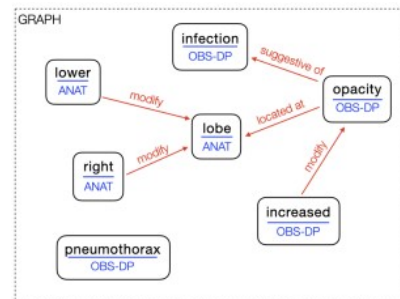 GRAPH
infection
OBS-DP
suggestive of
lower
ANAT
opacity
OBS-DP
modify
located at
lobe
ANAT
right
ANAT
modify
modify
increased
OBS-DP
pneumothorax
OBS-DP